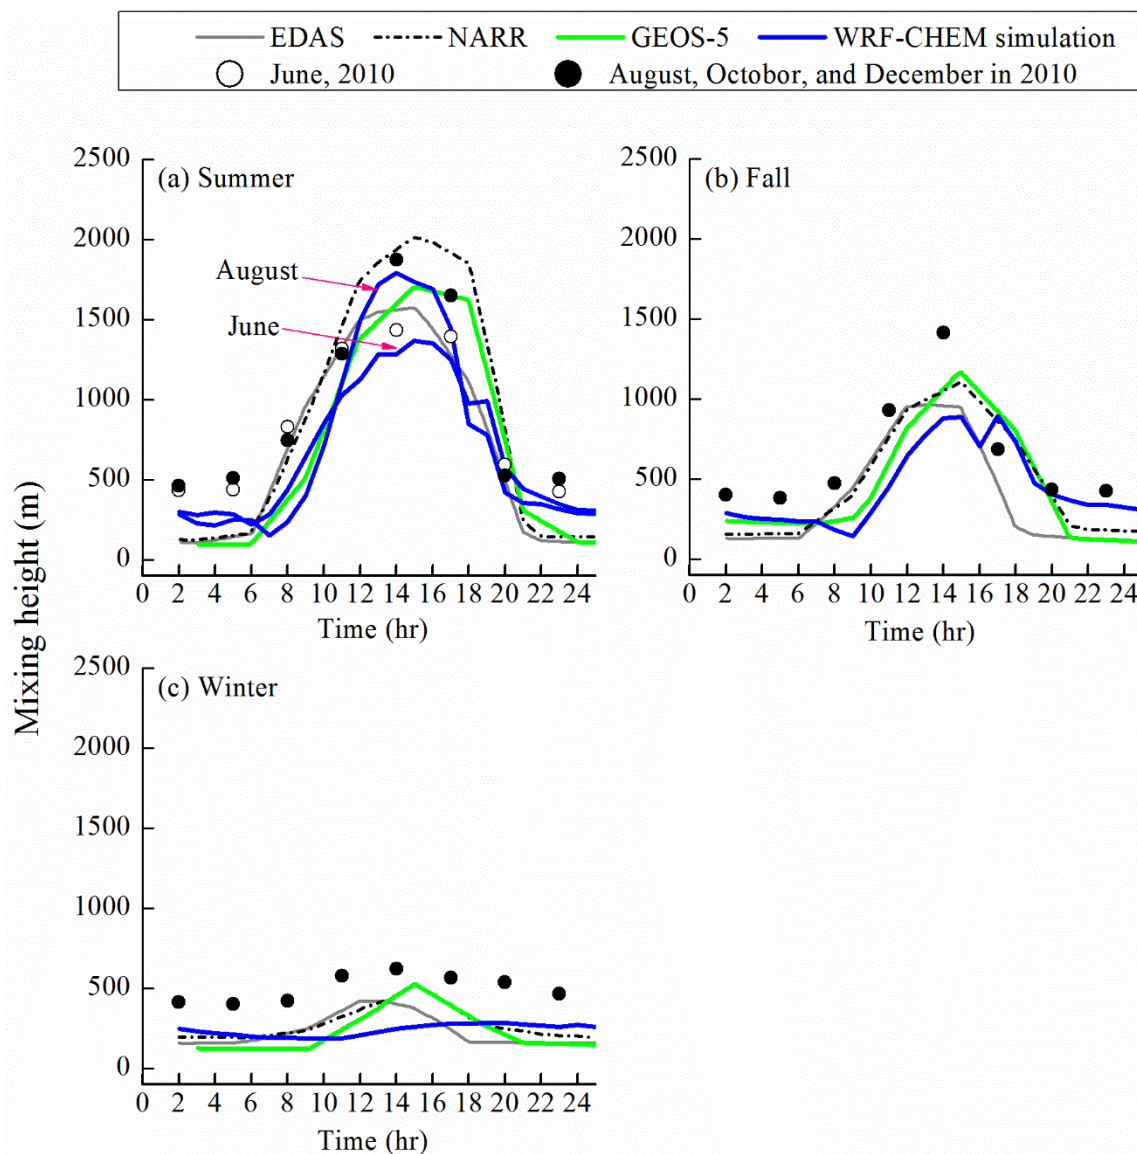 EDAS NARR GEOS-5 WRF-CHEM simulation
June, 2010 August, Octobor, and December in 2010
Mixing height (m)
(a) Summer
2500
2000
1500
1000
500
0
August
June
0 2 4 6 8 10 12 14 16 18 20 22 24
Time (hr)
(b) Fall
2500
2000
1500
1000
500
0
0 2 4 6 8 10 12 14 16 18 20 22 24
Time (hr)
(c) Winter
2500
2000
1500
1000
500
0
0 2 4 6 8 10 12 14 16 18 20 22 24
Time (hr)